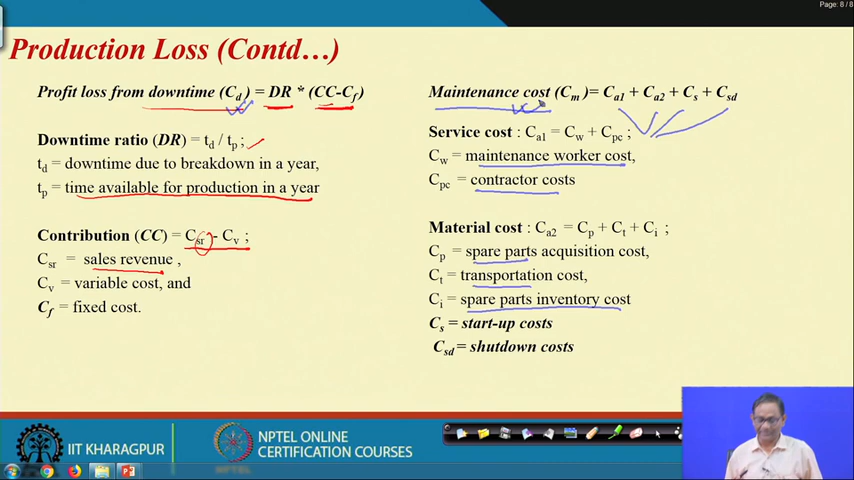 Page: 8 / 8
Production Loss (Contd…)
Profit loss from downtime (Cd ) = DR * (CC-Cf)
Downtime ratio (DR) = td / tp ;
td = downtime due to breakdown in a year,
tp = time available for production in a year
Contribution (CC) = Csr - Cv ;
Csr = sales revenue ,
Cv = variable cost, and
Cf = fixed cost.
Maintenance cost (Cm )= Ca1 + Ca2 + Cs + Csd
Service cost : Ca1 = Cw + Cpc ;
Cw = maintenance worker cost,
Cpc = contractor costs
Material cost : Ca2 = Cp + Ct + Ci ;
Cp = spare parts acquisition cost,
Ct = transportation cost,
Ci = spare parts inventory cost
Cs = start-up costs
Csd = shutdown costs
IIT KHARAGPUR
NPTEL ONLINE
CERTIFICATION COURSES